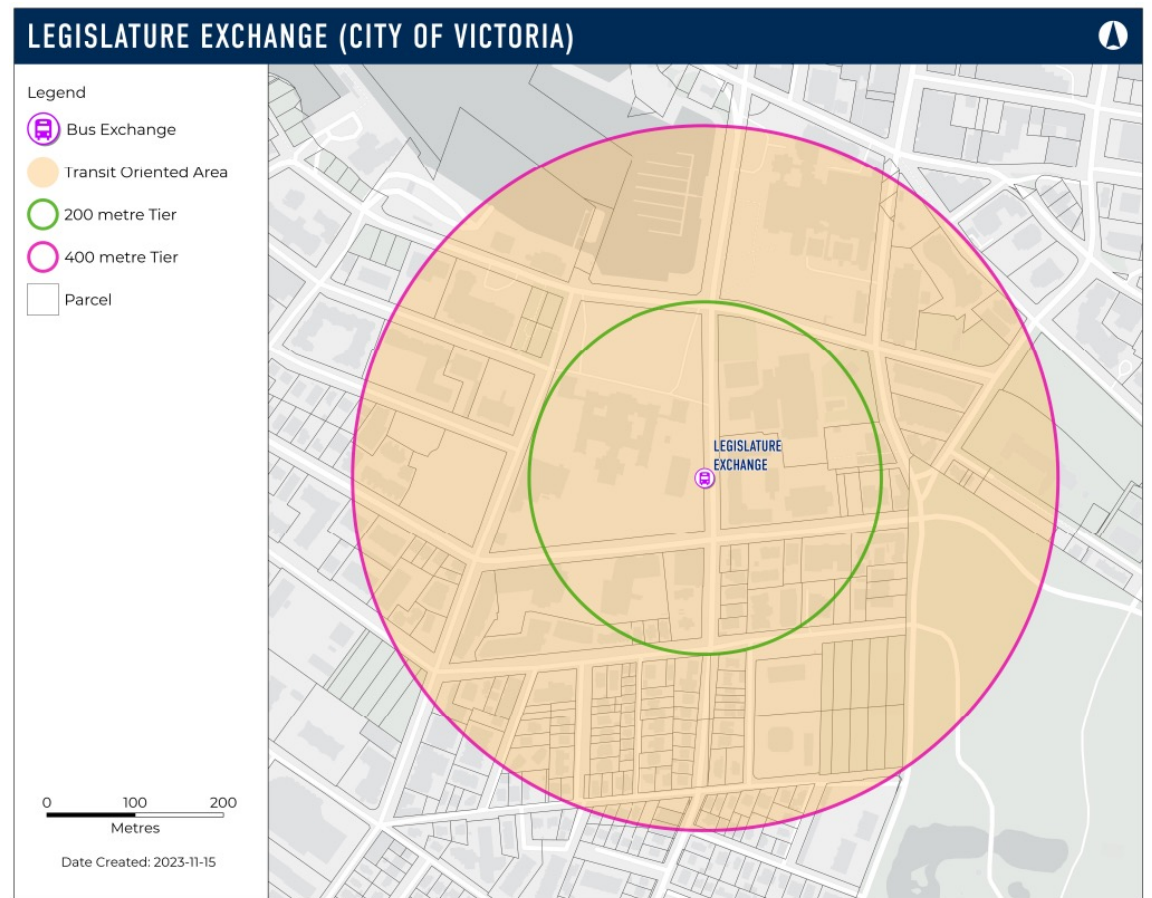 LEGISLATURE EXCHANGE (CITY OF VICTORIA)
Legend
Bus Exchange
Transit Oriented Area
200 metre Tier
400 metre Tier
Parcel
LEGISLATURE
EXCHANGE
0 100 200
Metres
Date Created: 2023-11-15